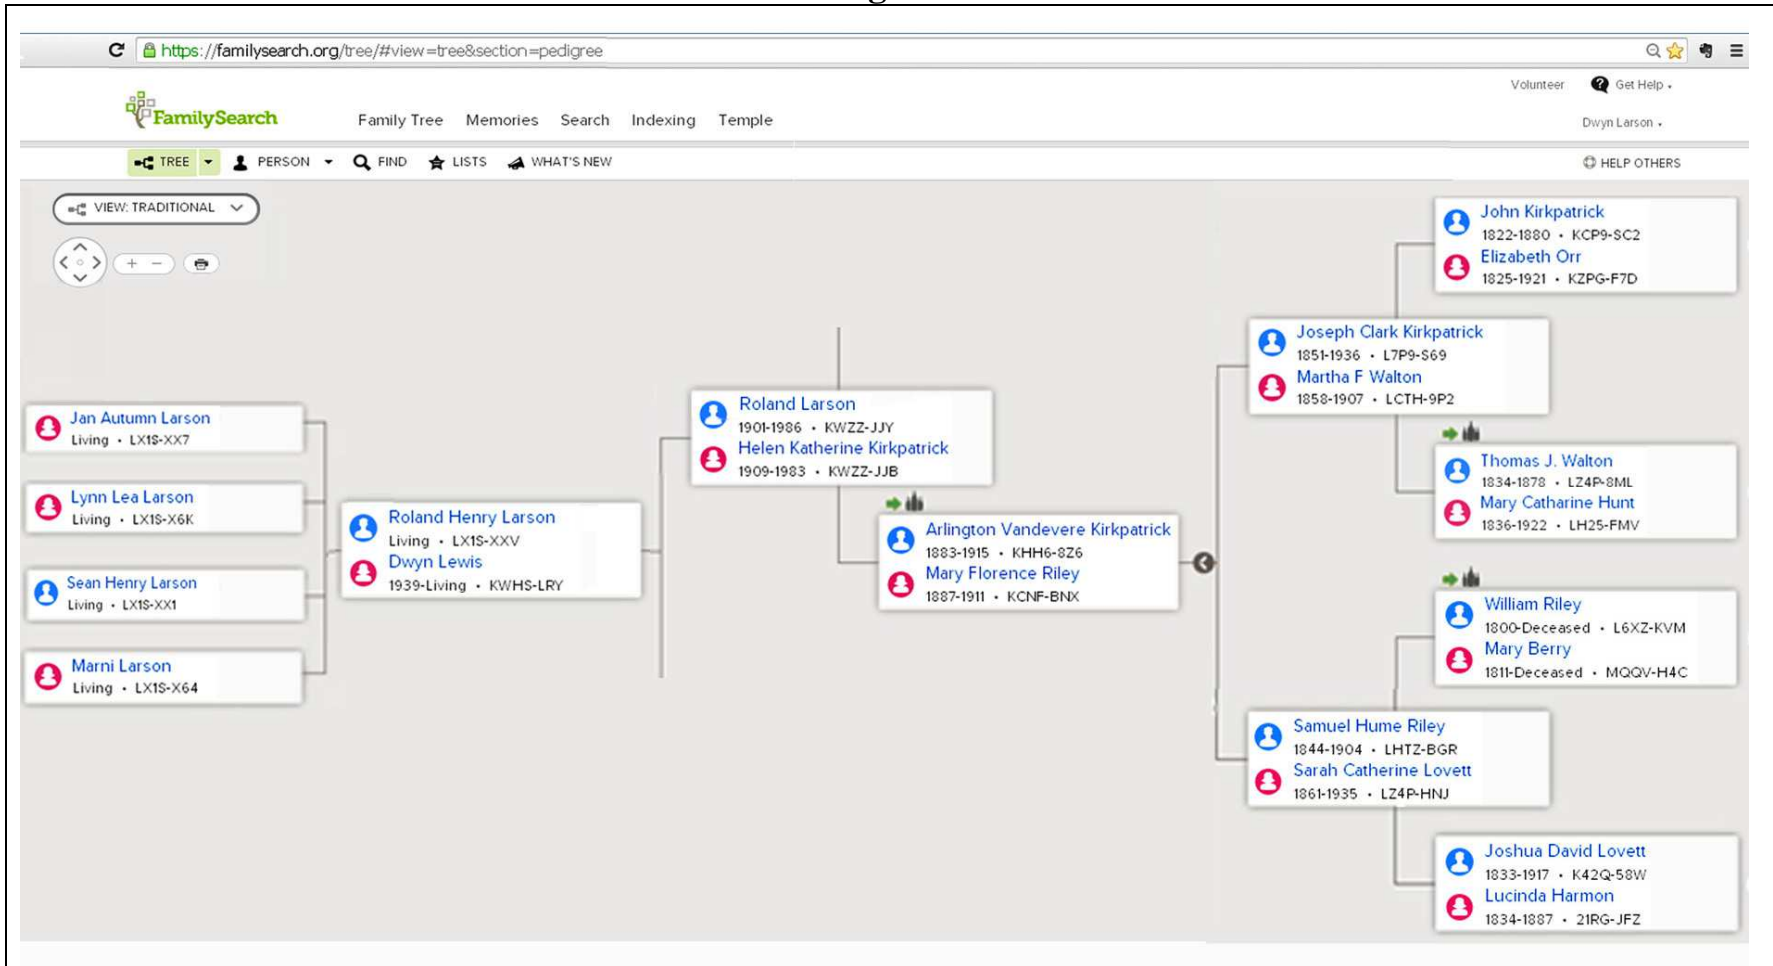 https://familysearch.org/tree/#view=tree&section=pedigree
Volunteer
Get Help
FamilySearch
Family Tree Memories Search Indexing Temple
Dwyn Larson
TREE PERSON FIND LISTS WHAT'S NEW
HELP OTHERS
VIEW: TRADITIONAL
Jan Autumn Larson
Living • LX1S-XX7
Lynn Lea Larson
Living • LX1S-X6K
Sean Henry Larson
Living • LX1S-XX1
Marni Larson
Living • LX1S-X64
Roland Henry Larson
Living • LX1S-XXV
Dwyn Lewis
1939-Living • KWHS-LRY
Roland Larson
1901-1986 • KWZZ-JJY
Helen Katherine Kirkpatrick
1909-1983 • KWZZ-JJB
Arlington Vandevere Kirkpatrick
1883-1915 • KHH6-8Z6
Mary Florence Riley
1887-1911 • KCNF-BNX
Joseph Clark Kirkpatrick
1851-1936 • L7P9-S69
Martha F Walton
1858-1907 • LCTH-9P2
Samuel Hume Riley
1844-1904 • LHTZ-BGR
Sarah Catherine Lovett
1861-1935 • LZ4P-HNJ
John Kirkpatrick
1822-1880 • KCP9-SC2
Elizabeth Orr
1825-1921 • KZPG-F7D
Thomas J. Walton
1834-1878 • LZ4P-8ML
Mary Catharine Hunt
1836-1922 • LH25-FMV
William Riley
1800-Deceased • L6XZ-KVM
Mary Berry
1811-Deceased • MQQV-H4C
Joshua David Lovett
1833-1917 • K42Q-58W
Lucinda Harmon
1834-1887 • 21RG-JFZ